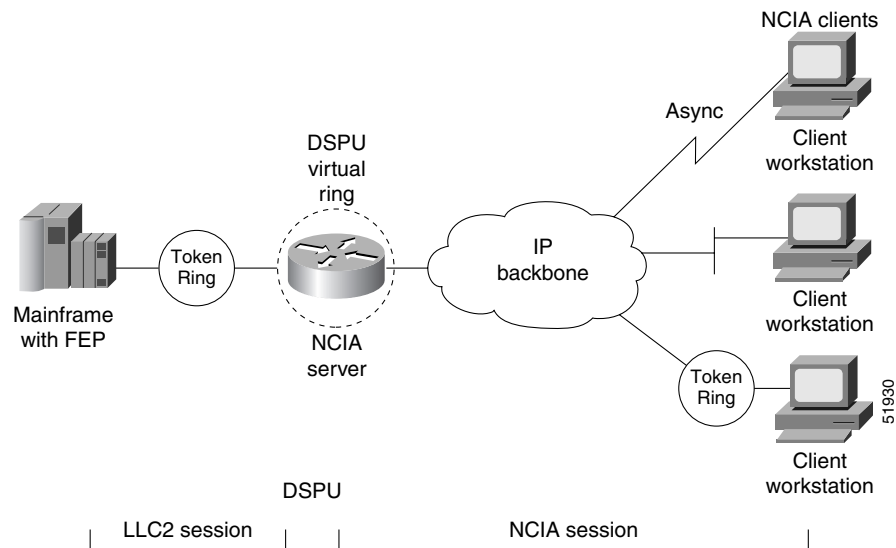 NCIA clients
Async
Client
workstation
DSPU
virtual
ring
Token
Ring
IP
backbone
Mainframe
with FEP
NCIA
server
Client
workstation
Token
Ring
51930
Client
workstation
DSPU
LLC2 session
NCIA session